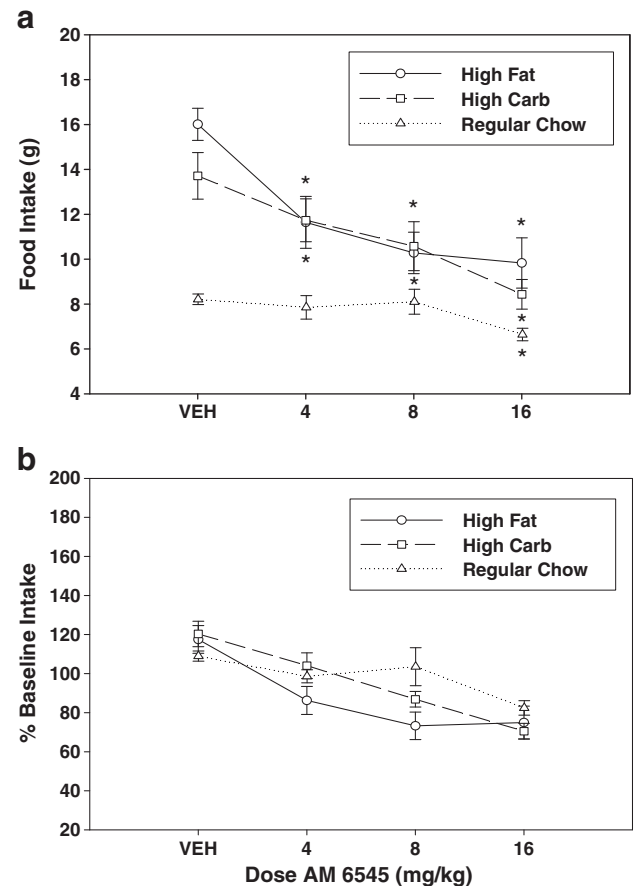 a
20
18
16
14
12
10
8
6
4
Food Intake (g)
High Fat
High Carb
Regular Chow
*
*
*
*
*
*
*
VEH 4 8 16
b
200
180
160
140
120
100
80
60
40
20
% Baseline Intake
High Fat
High Carb
Regular Chow
VEH 4 8 16
Dose AM 6545 (mg/kg)